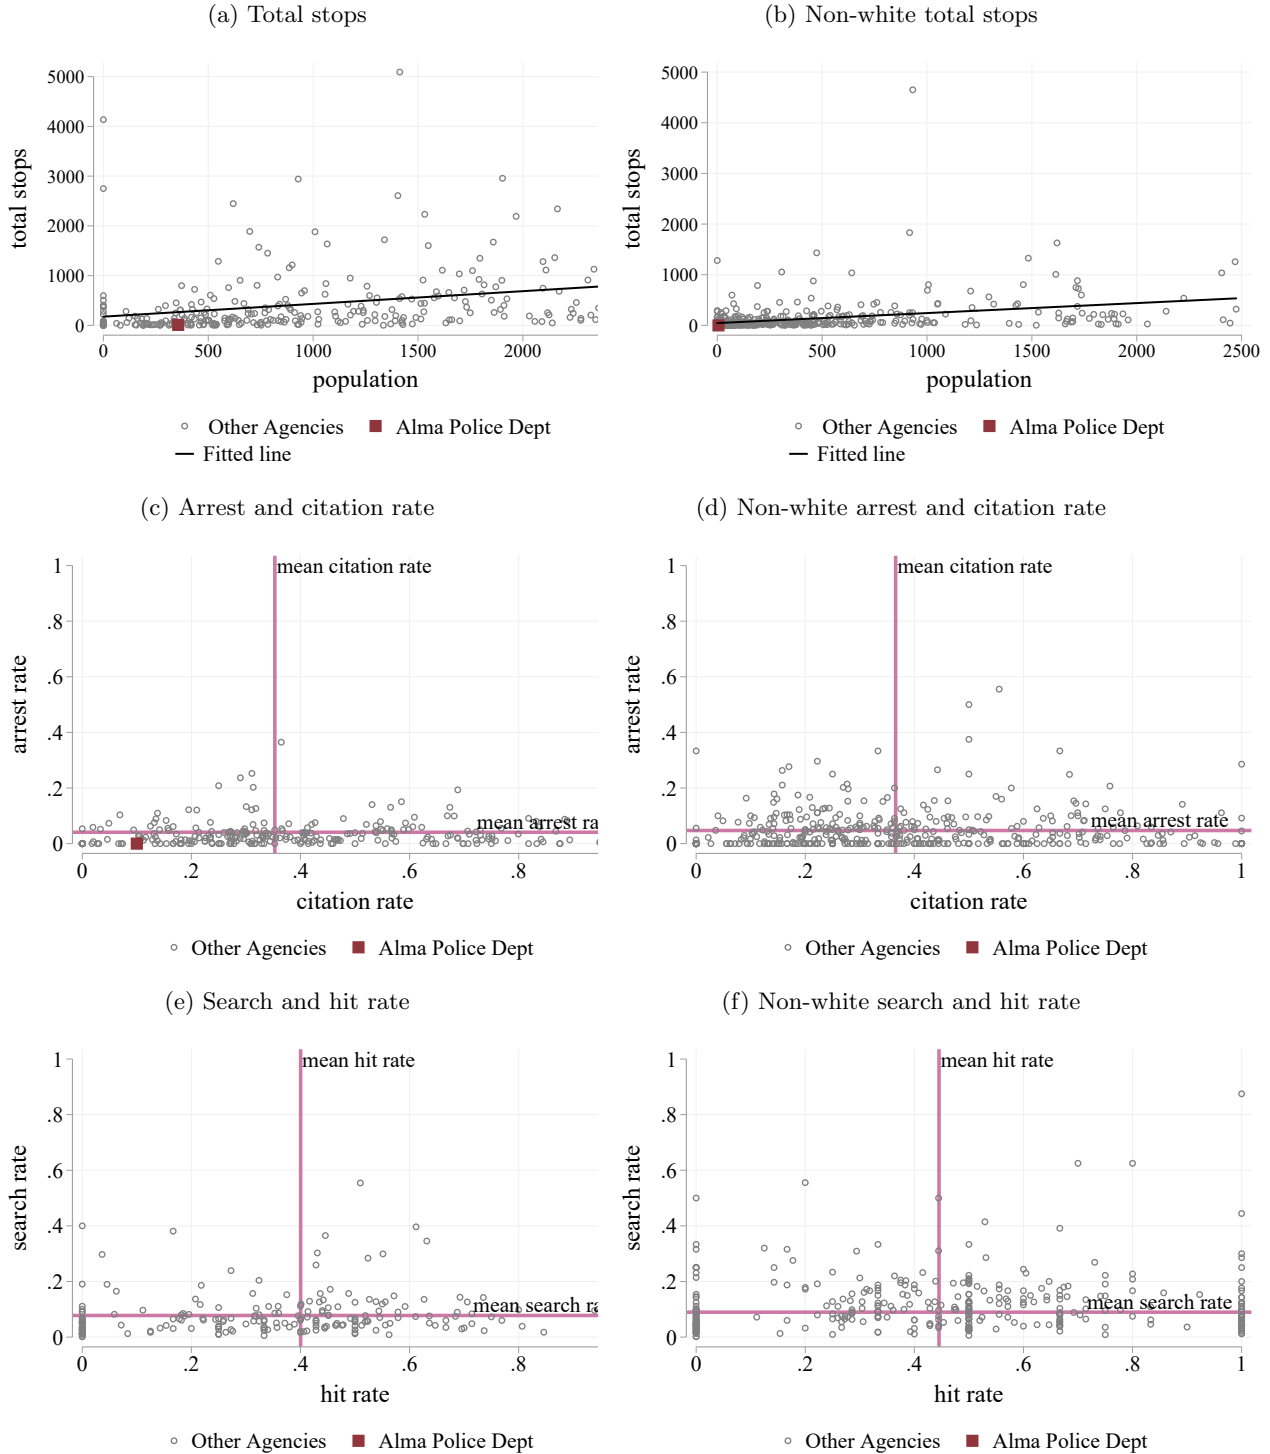 (a) Total stops
(b) Non-white total stops
total stops
5000
4000
3000
2000
1000
0
0 500 1000 1500 2000
population
Other Agencies Alma Police Dept
Fitted line
total stops
5000
4000
3000
2000
1000
0
0 500 1000 1500 2000 2500
population
Other Agencies Alma Police Dept
Fitted line
(c) Arrest and citation rate
(d) Non-white arrest and citation rate
arrest rate
1
.8
.6
.4
.2
0
mean citation rate
mean arrest ra
0 .2 .4 .6 .8
citation rate
Other Agencies Alma Police Dept
arrest rate
1
.8
.6
.4
.2
0
mean citation rate
mean arrest rate
0 .2 .4 .6 .8 1
citation rate
Other Agencies Alma Police Dept
(e) Search and hit rate
(f) Non-white search and hit rate
search rate
1
.8
.6
.4
.2
0
mean hit rate
mean search ra
0 .2 .4 .6 .8
hit rate
Other Agencies Alma Police Dept
search rate
1
.8
.6
.4
.2
0
mean hit rate
mean search rate
0 .2 .4 .6 .8 1
hit rate
Other Agencies Alma Police Dept